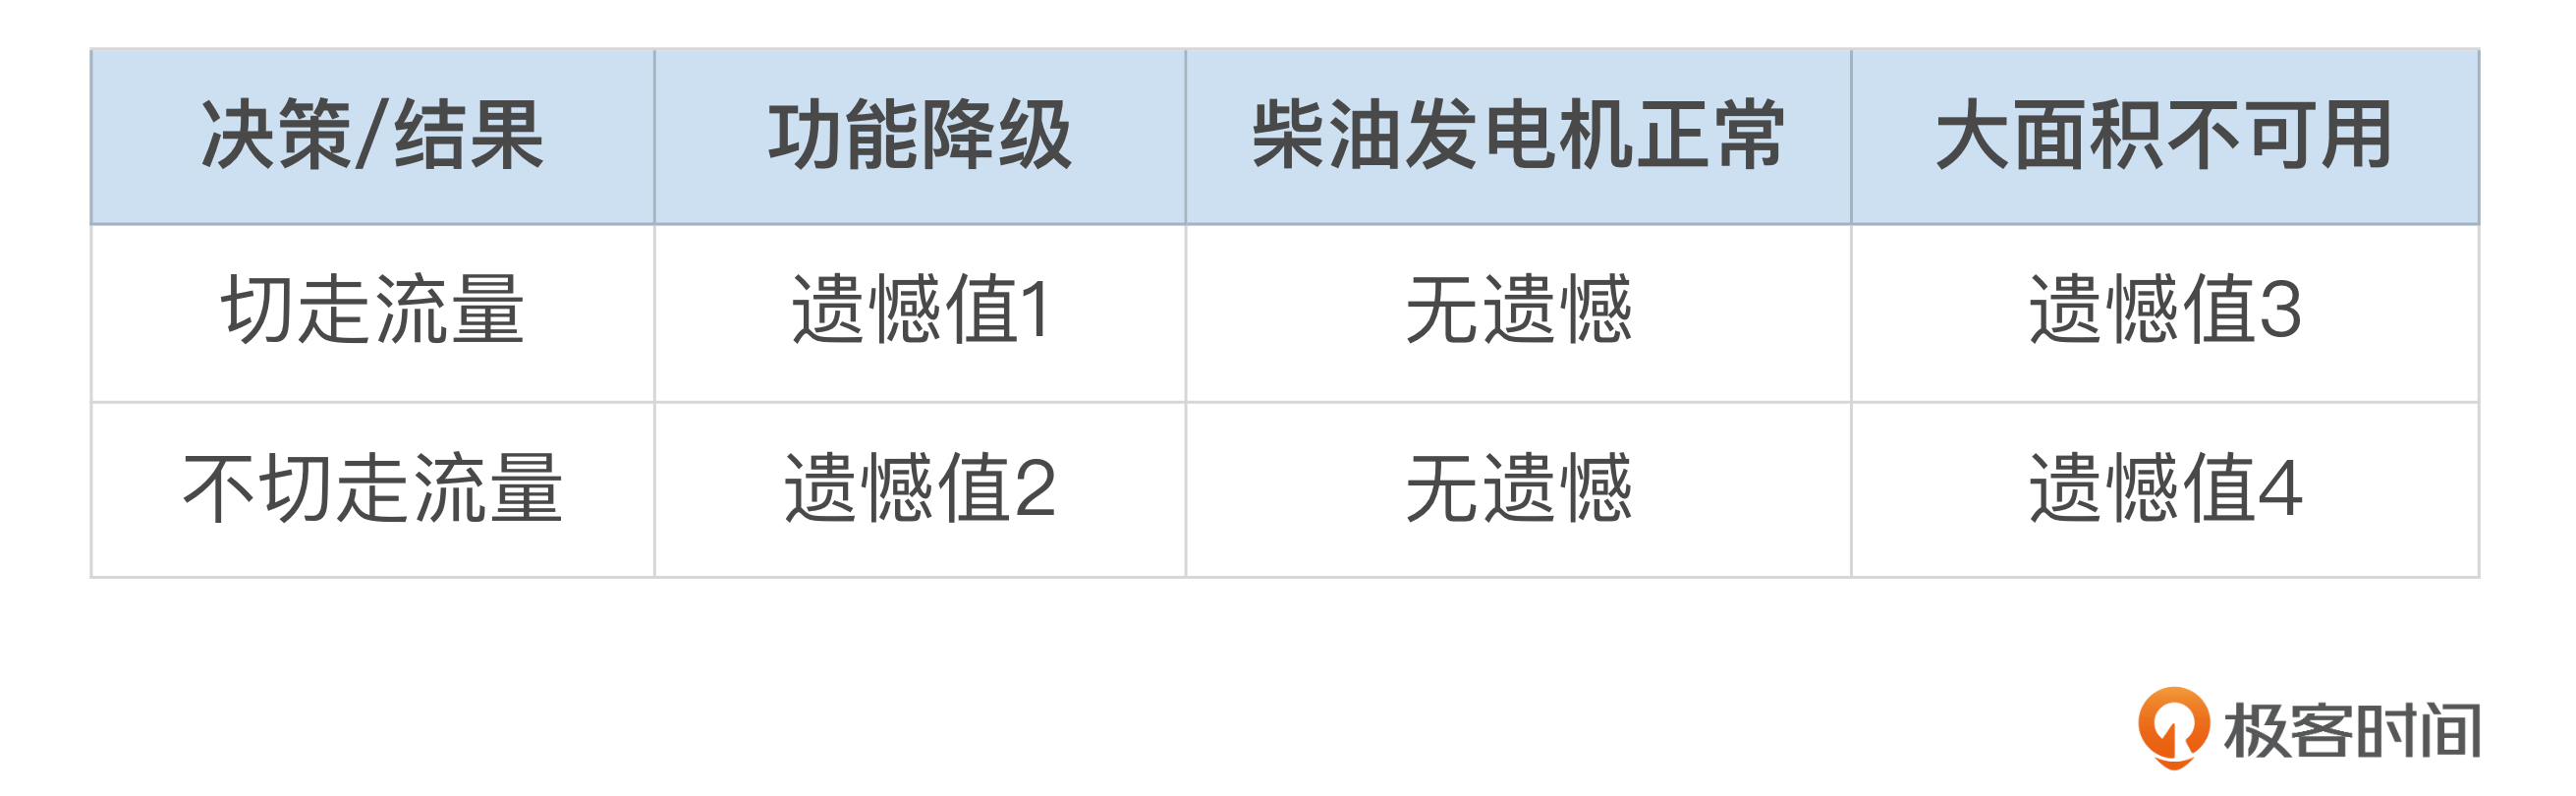 决策/结果 功能降级 柴油发电机正常 大面积不可用
切走流量 遗憾值1 无遗憾 遗憾值3
不切走流量 遗憾值2 无遗憾 遗憾值4
极客时间